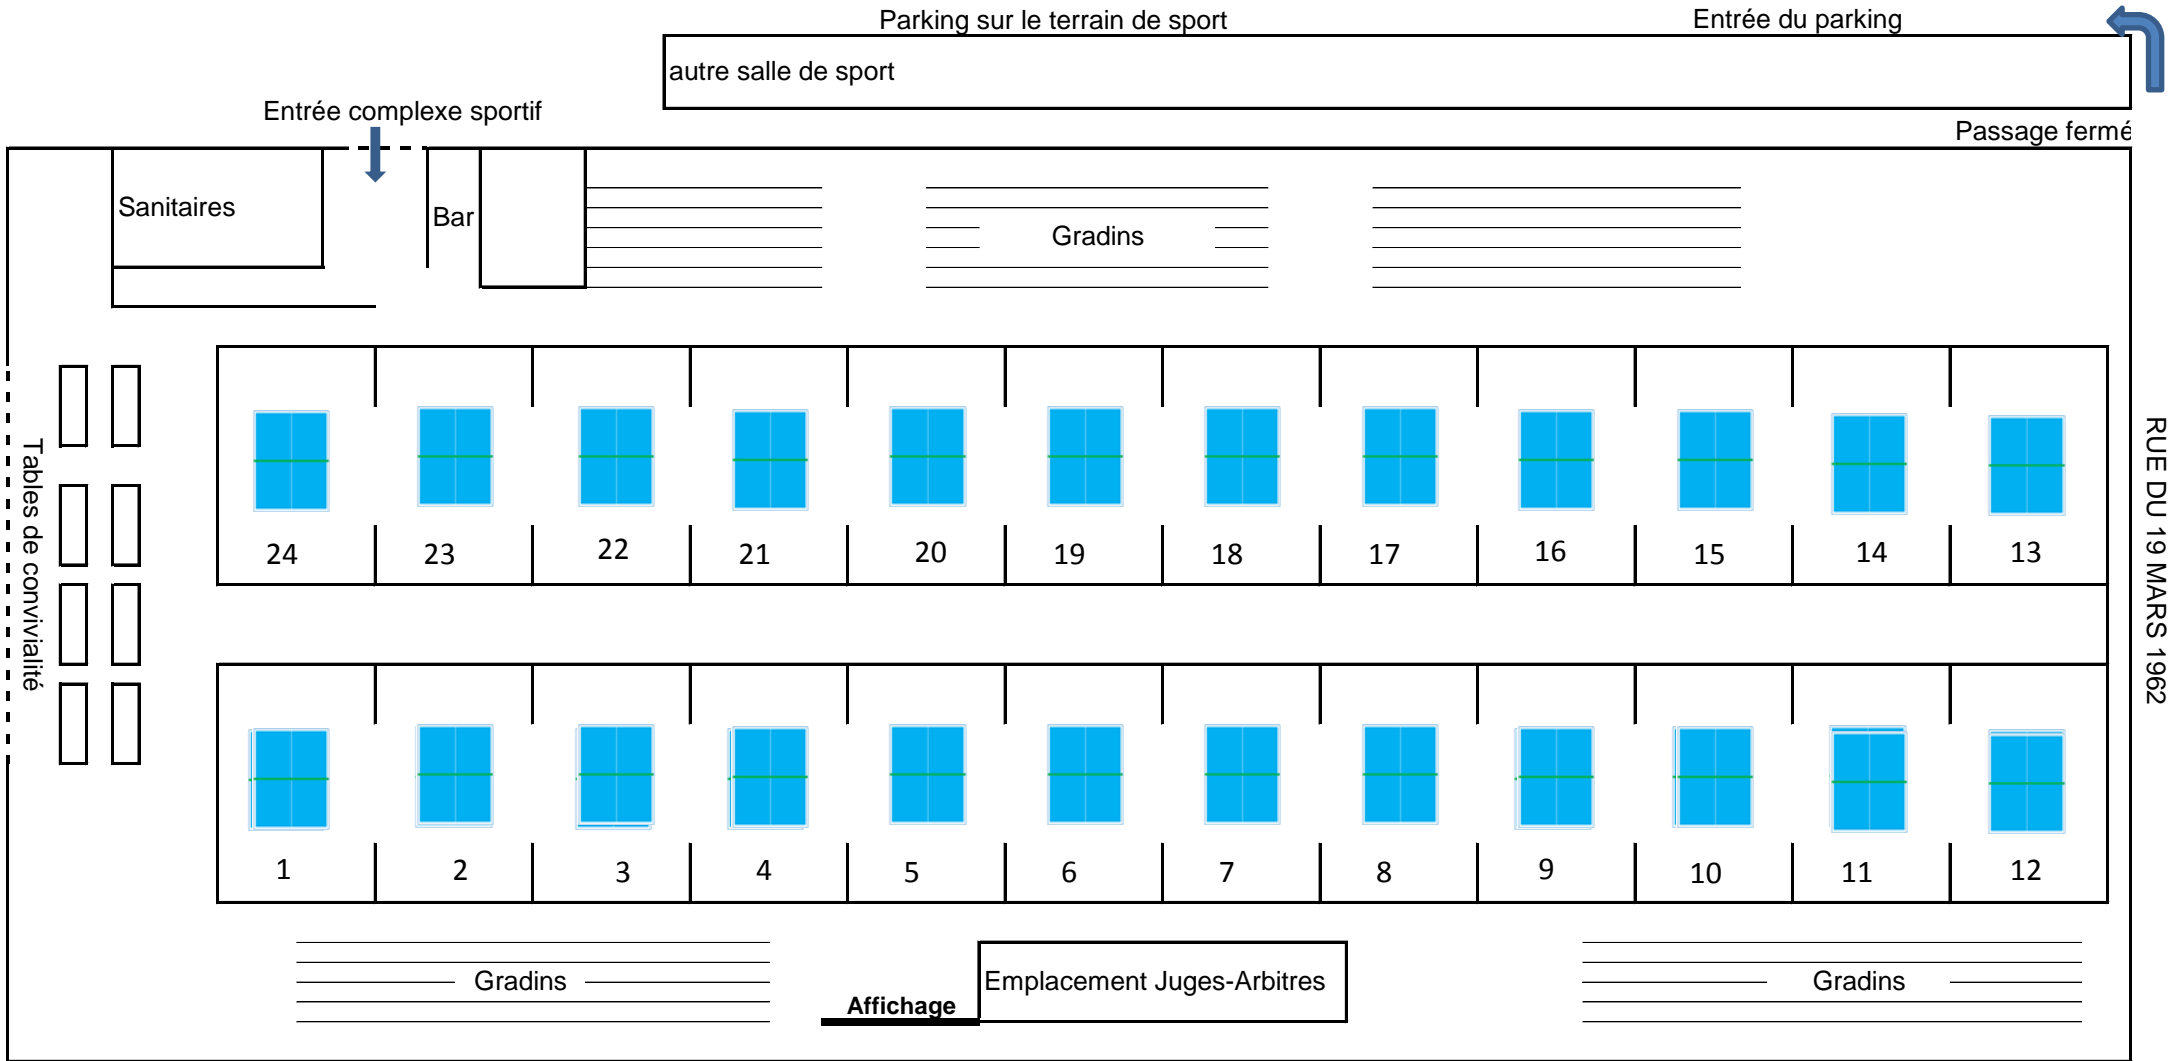 Parking sur le terrain de sport
Entrée du parking
autre salle de sport
Entrée complexe sportif
Passage fermé
Sanitaires
Bar
Gradins
Tables de convivialité
RUE DU 19 MARS 1962
24 23 22 21 20 19 18 17 16 15 14 13
1 2 3 4 5 6 7 8 9 10 11 12
Gradins
Affichage
Emplacement Juges-Arbitres
Gradins